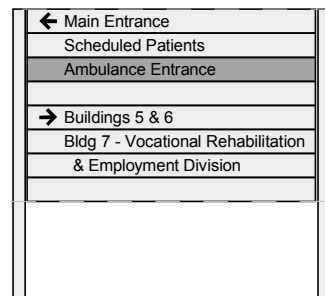 ← Main Entrance
Scheduled Patients
Ambulance Entrance
→ Buildings 5 & 6
Bldg 7 - Vocational Rehabilitation
& Employment Division